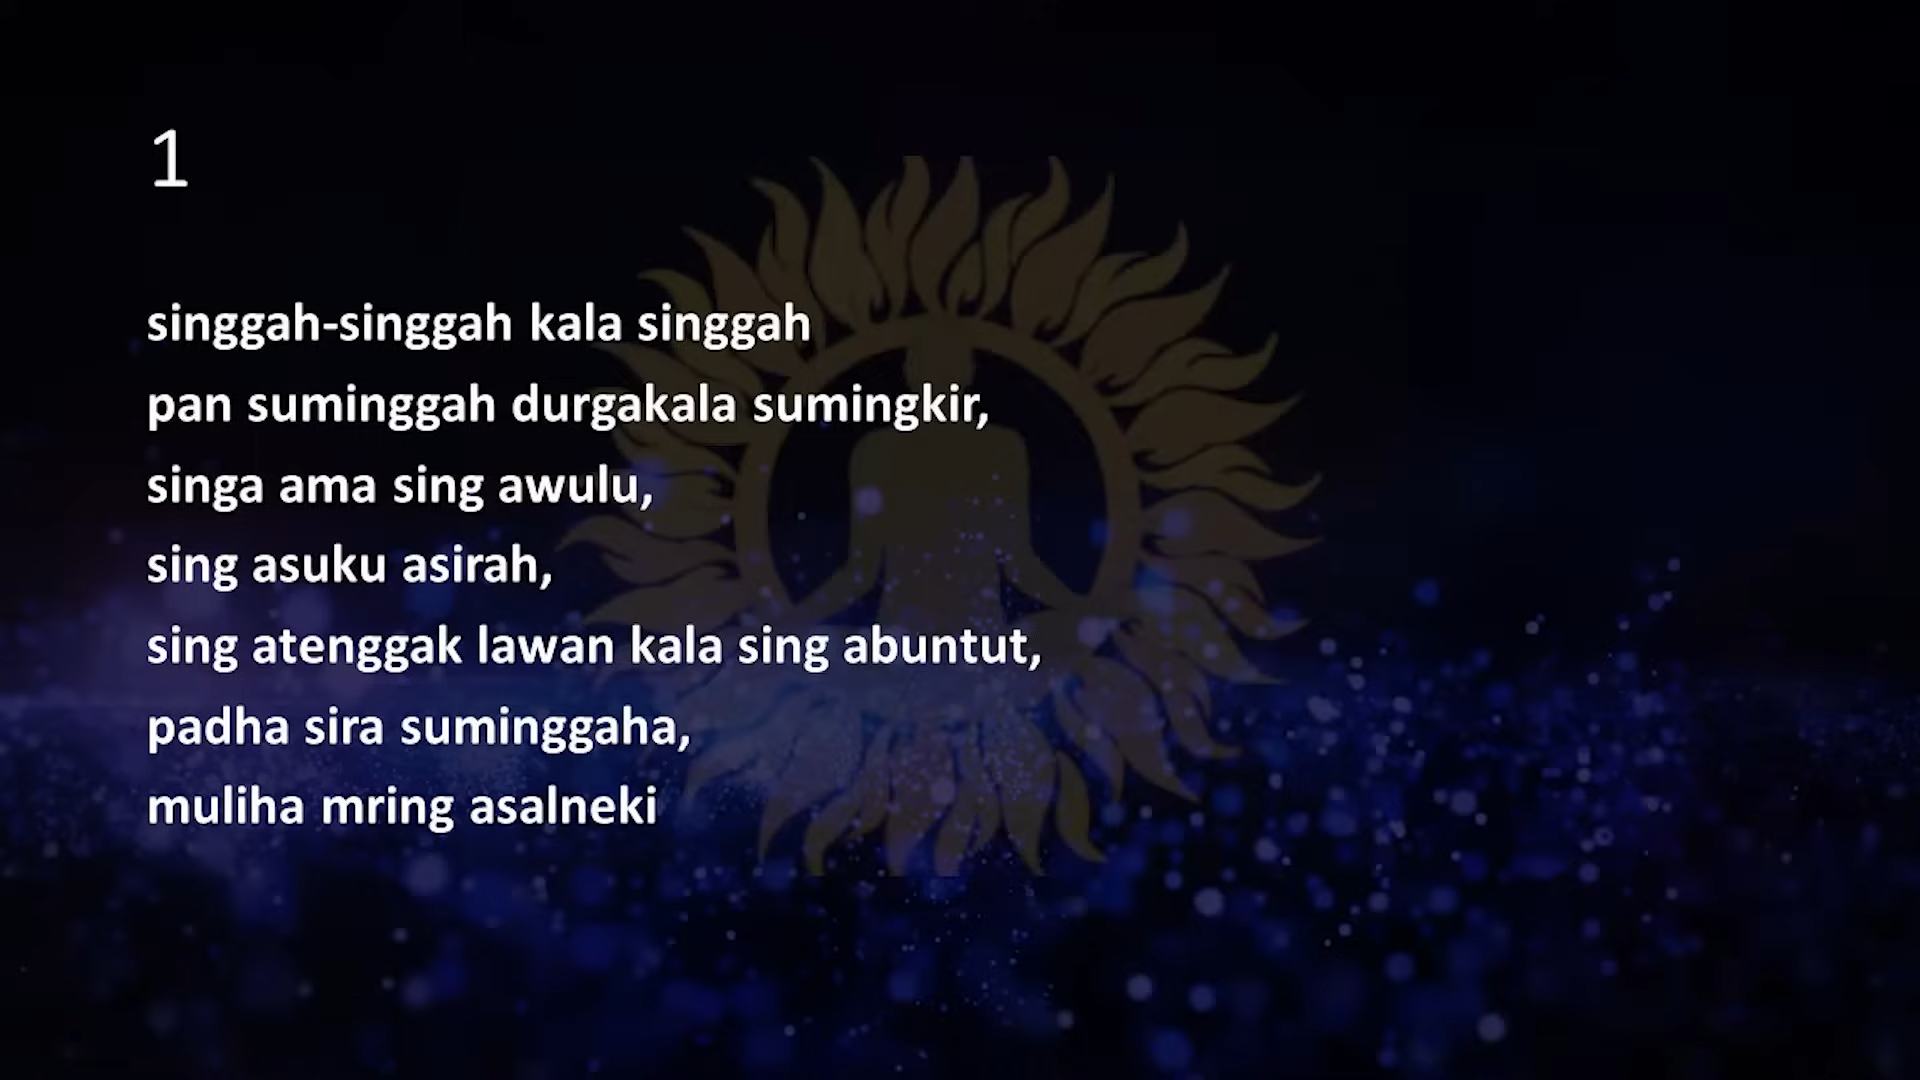 1
singgah-singgah kala singgah
pan suminggah durgakala sumingkir,
singa ama sing awulu,
sing asuku asirah,
sing atenggak lawan kala sing abuntut,
padha sira suminggaha,
muliha mring asalneki